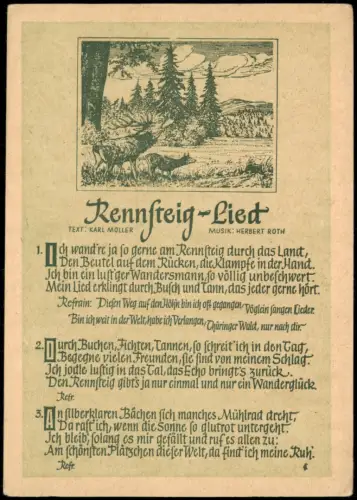 Rennsteig-Lied
TEXT: KARL MÜLLER MUSIK: HERBERT ROTH
1. Ich wand're ja so gerne am Rennsteig durch das Land,
Den Beutel auf dem Rücken, die Klampfe in der Hand.
Ich bin ein lust'ger Wandersmann, so völlig unbeschwert.
Mein Lied erklingt durch Busch und Tann, das jeder gerne hört.
Refrain: Diesen Weg auf den Höh'n bin ich oft gegangen, Vöglein sangen Lieder.
Bin ich weit in der Welt, habe ich Verlangen, Thüringer Wald, nur nach dir.
2. Durch Buchen, Fichten, Tannen, so schreit' ich in den Tag,
Begegne vielen Freunden, sie sind von meinem Schlag.
Ich jodle lustig in das Tal, das Echo bringt's zurück.
Den Rennsteig gibt's ja nur einmal und nur ein Wanderglück.
Refr.
3. An silberklaren Bächen sich manches Mühlrad dreht,
Da rast' ich, wenn die Sonne so glutrot untergeht.
Ich bleib', solang es mir gefällt und ruf' es allen zu:
Am schönsten Plätzchen dieser Welt, da find' ich meine Ruh.
Refr.